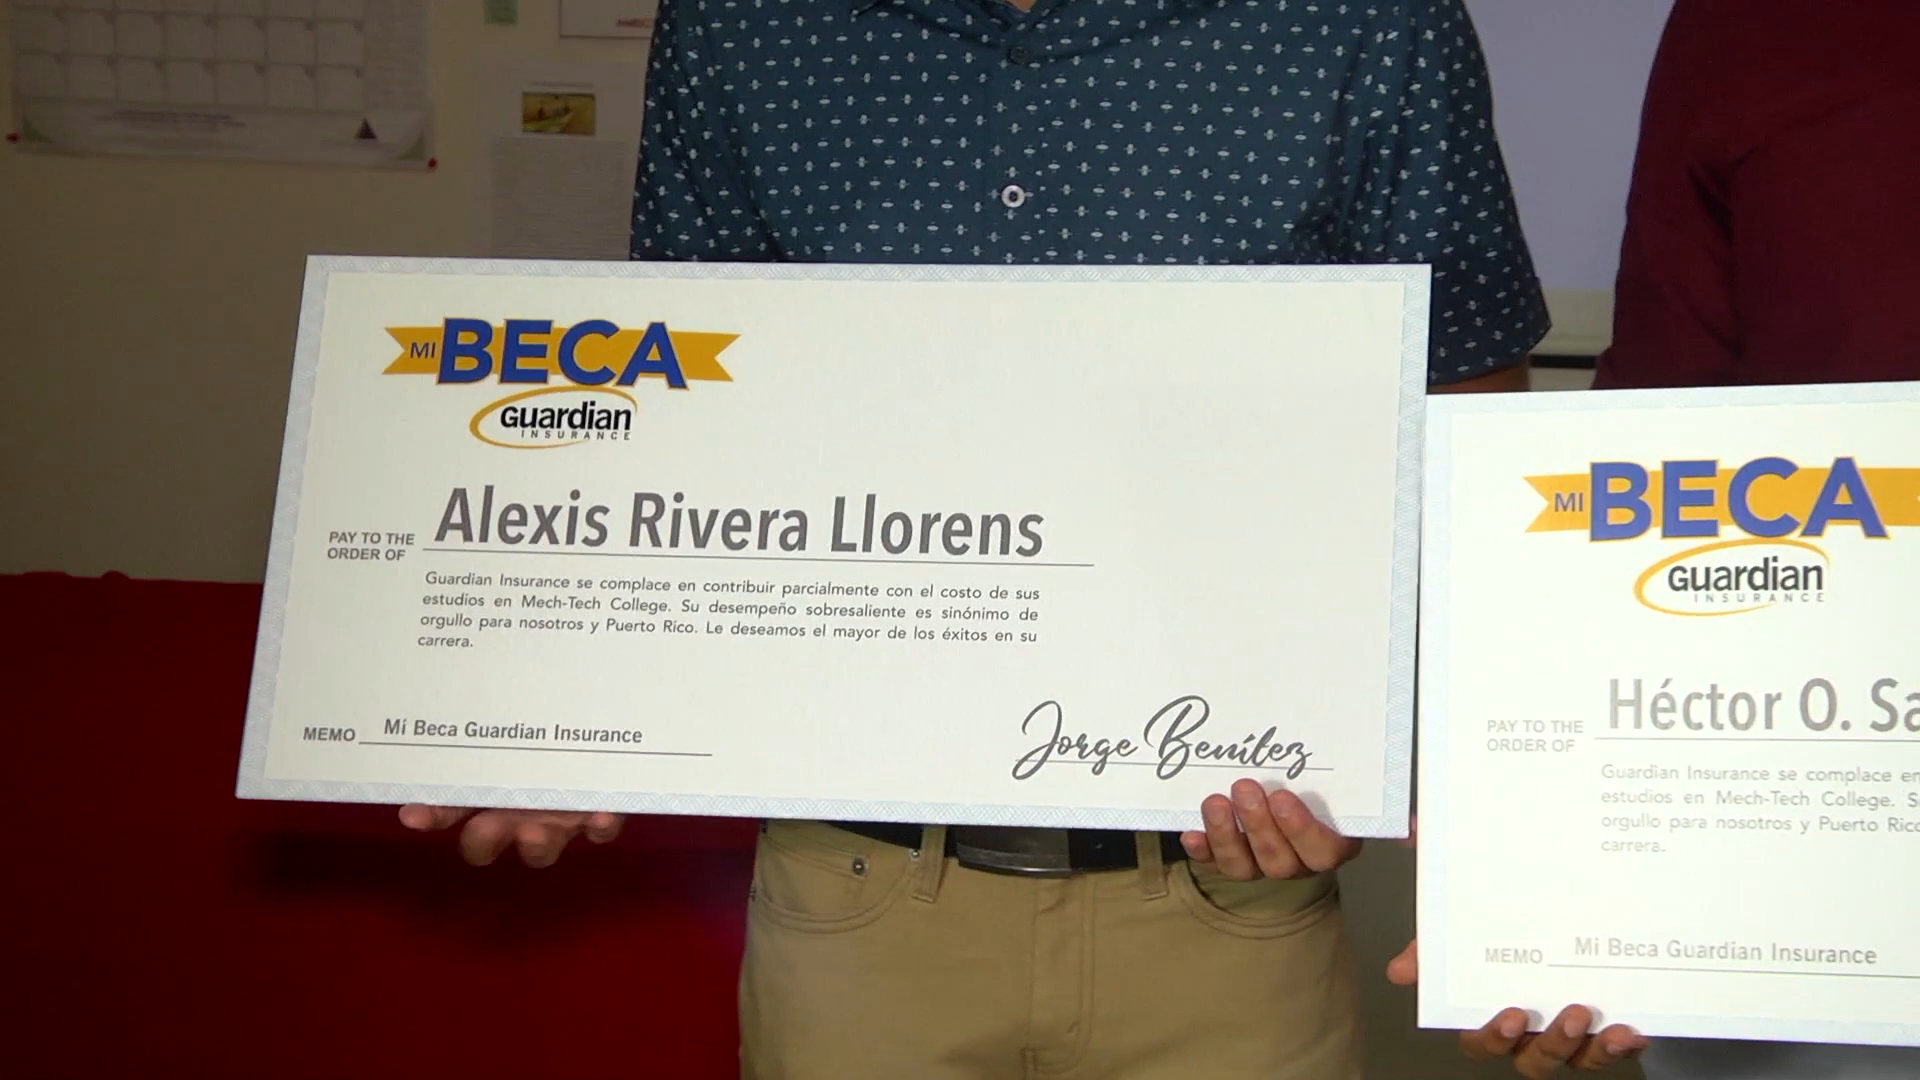 MI BECA
Guardian
INSURANCE
PAY TO THE
ORDER OF
Alexis Rivera Llorens
Guardian Insurance se complace en contribuir parcialmente con el costo de sus
estudios en Mech-Tech College. Su desempeño sobresaliente es sinónimo de
orgullo para nosotros y Puerto Rico. Le deseamos el mayor de los éxitos en su
carrera.
MEMO Mi Beca Guardian Insurance
Jorge Benítez
MI BECA
Guardian
INSURANCE
PAY TO THE
ORDER OF
Héctor O.
Guardian Insurance se complace
estudios en Mech-Tech College.
orgullo para nosotros y Puerto
carrera.
MEMO Mi Beca Guardian Insurance